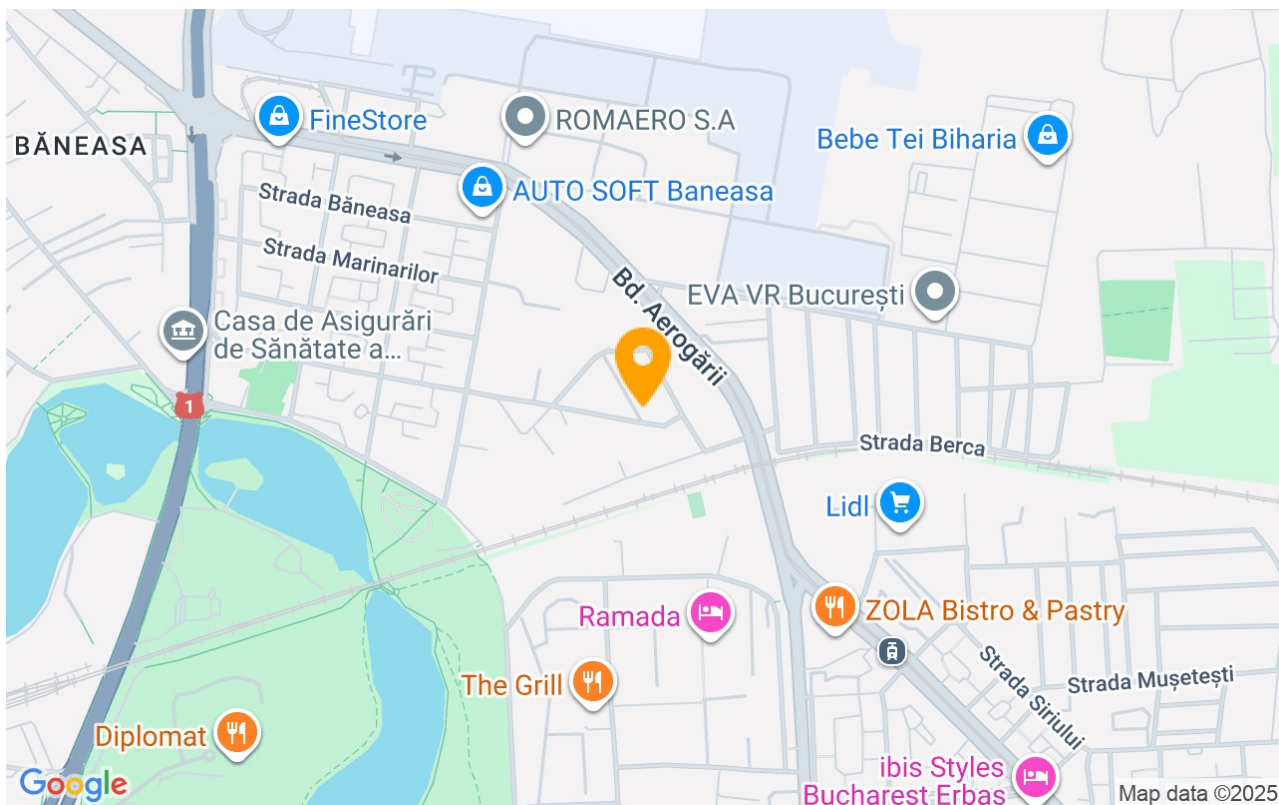 FineStore
ROMAERO S.A
Bebe Tei Biharia
BĂNEASA
AUTO SOFT Baneasa
Strada Băneasa
Strada Marinarilor
Bd. Aerogării
EVA VR București
Casa de Asigurări
de Sănătate a...
1
Strada Berca
Lidl
Ramada
ZOLA Bistro & Pastry
The Grill
Strada Siriului
Strada Mușetești
Diplomat
ibis Styles
Bucharest Erbas
Google
Map data ©2025